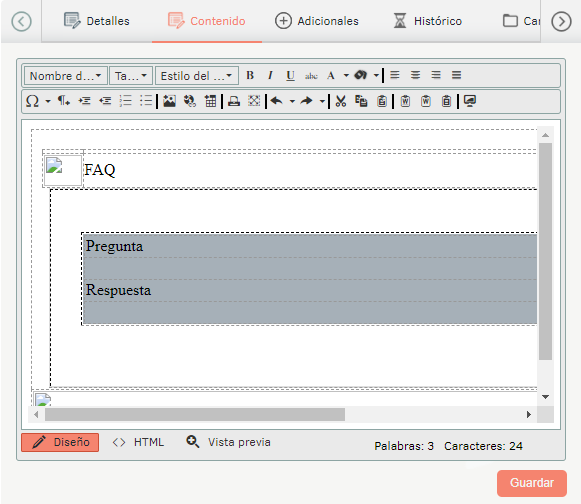 Detalles Contenido Adicionales Histórico Car
Nombre d... Ta... Estilo del ... B I U abc A
Ω ¶
FAQ
Pregunta
Respuesta
Diseño HTML Vista previa Palabras: 3 Caracteres: 24
Guardar